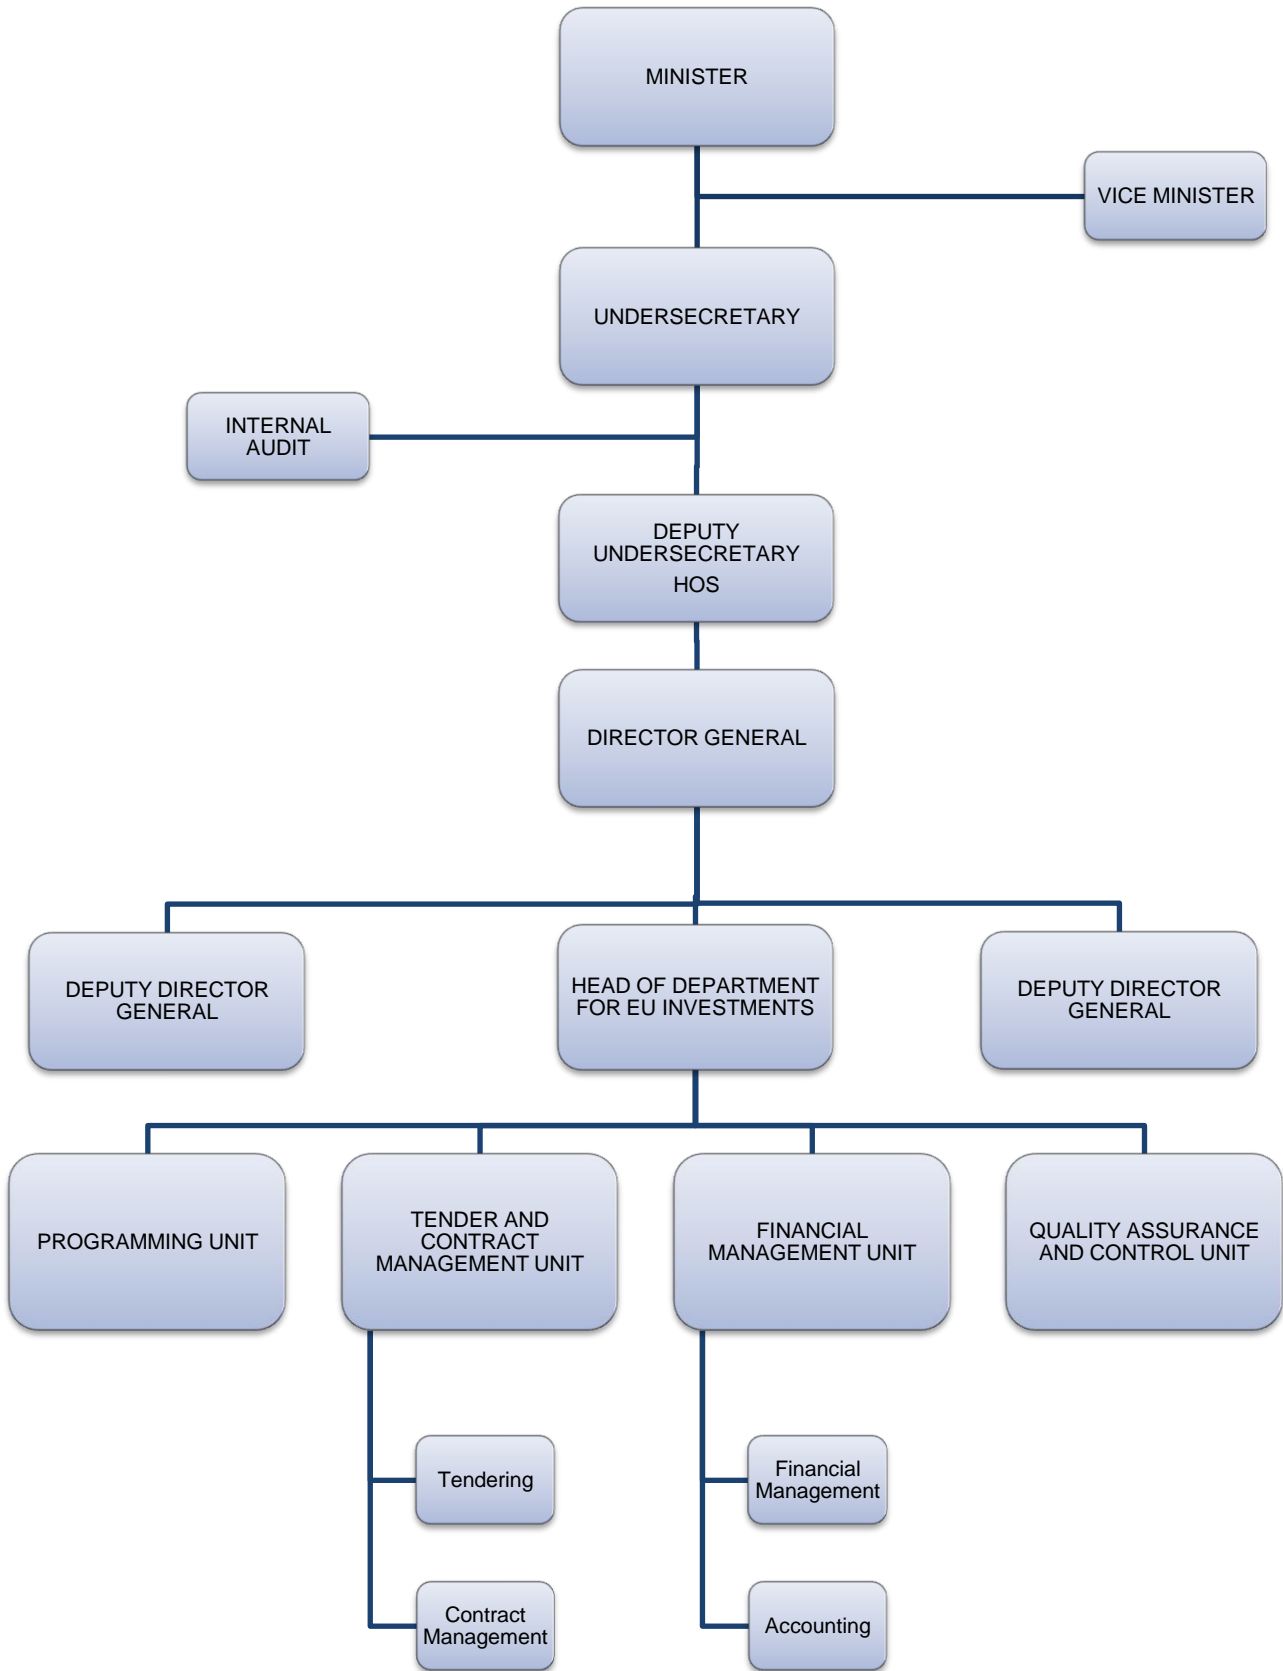 MINISTER
VICE MINISTER
UNDERSECRETARY
INTERNAL
AUDIT
DEPUTY
UNDERSECRETARY
HOS
DIRECTOR GENERAL
DEPUTY DIRECTOR
GENERAL
HEAD OF DEPARTMENT
FOR EU INVESTMENTS
DEPUTY DIRECTOR
GENERAL
PROGRAMMING UNIT
TENDER AND
CONTRACT
MANAGEMENT UNIT
FINANCIAL
MANAGEMENT UNIT
QUALITY ASSURANCE
AND CONTROL UNIT
Tendering
Financial
Management
Contract
Management
Accounting